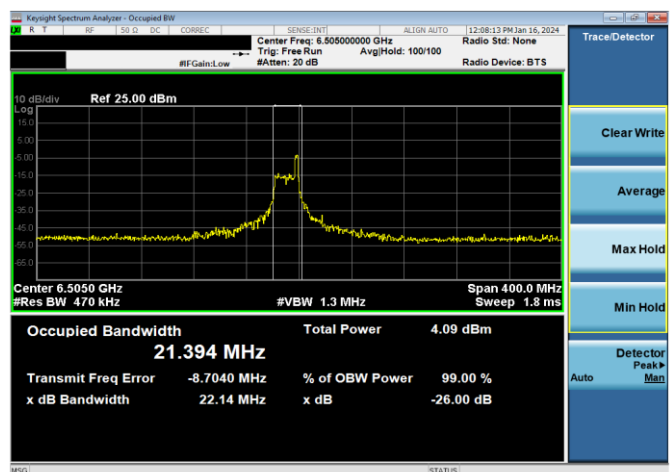 Keysight Spectrum Analyzer - Occupied BW
LXI R T RF 50 Ω DC CORREC SENSE:INT ALIGN AUTO 12:08:13 PM Jan 16, 2024
Center Freq: 6.505000000 GHz Radio Std: None
Trig: Free Run Avg|Hold: 100/100
#IFGain:Low #Atten: 20 dB Radio Device: BTS
Trace/Detector
10 dB/div Ref 25.00 dBm
Log
15.0
5.00
-5.00
-15.0
-25.0
-35.0
-45.0
-55.0
-65.0
Clear Write
Average
Max Hold
Min Hold
Detector
Peak▶
Auto Man
Center 6.5050 GHz Span 400.0 MHz
#Res BW 470 kHz #VBW 1.3 MHz Sweep 1.8 ms
Occupied Bandwidth Total Power 4.09 dBm
21.394 MHz
Transmit Freq Error -8.7040 MHz % of OBW Power 99.00 %
x dB Bandwidth 22.14 MHz x dB -26.00 dB
MSG STATUS